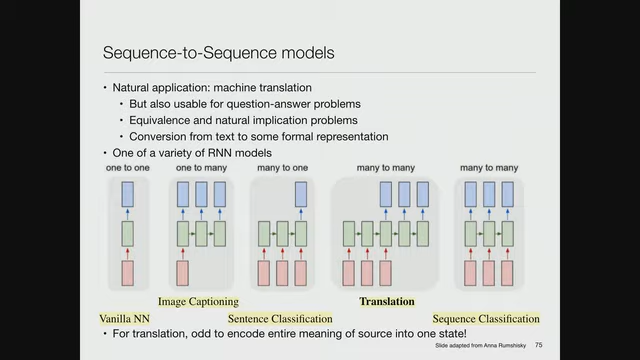 Sequence-to-Sequence models
• Natural application: machine translation
• But also usable for question-answer problems
• Equivalence and natural implication problems
• Conversion from text to some formal representation
• One of a variety of RNN models
one to one one to many many to one many to many many to many
Image Captioning Translation
Vanilla NN Sentence Classification Sequence Classification
• For translation, odd to encode entire meaning of source into one state!
Slide adapted from Anna Rumshisky 75